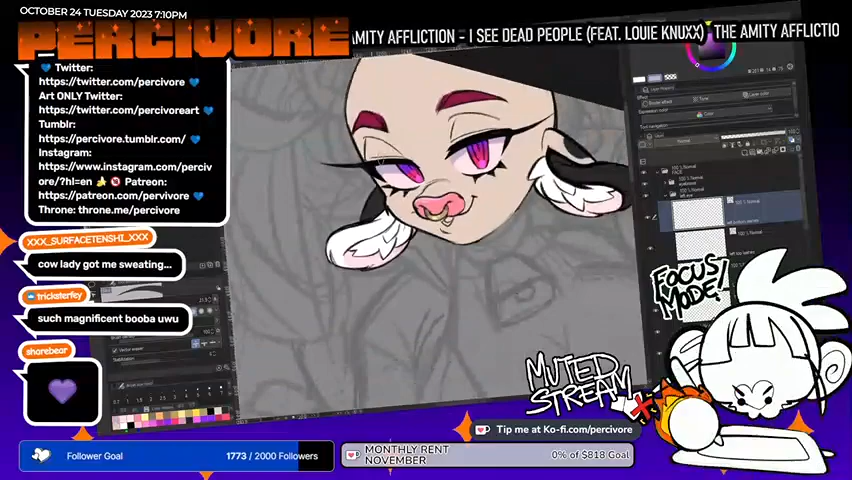 OCTOBER 24 TUESDAY 2023 7:10PM
PERCIVORE
AMITY AFFLICTION - I SEE DEAD PEOPLE (FEAT. LOUIE KNUXX) THE AMITY AFFLICTIO
💙 Twitter:
https://twitter.com/percivore 💙
Art ONLY Twitter:
https://twitter.com/percivoreart 💙
Tumblr:
https://percivore.tumblr.com/ 💙
Instagram:
https://www.instagram.com/perciv
ore/?hl=en 🍌 🔞 Patreon:
https://patreon.com/pervivore 💙
Throne: throne.me/percivore
XXX_SURFACETENSHI_XXX
cow lady got me sweating...
tricksterfey
such magnificent booba uwu
sharebear
FOCUS
MODE!
MUTED
STREAM
Tip me at Ko-fi.com/percivore
Follower Goal
1773 / 2000 Followers
MONTHLY RENT
NOVEMBER
0% of $818 Goal